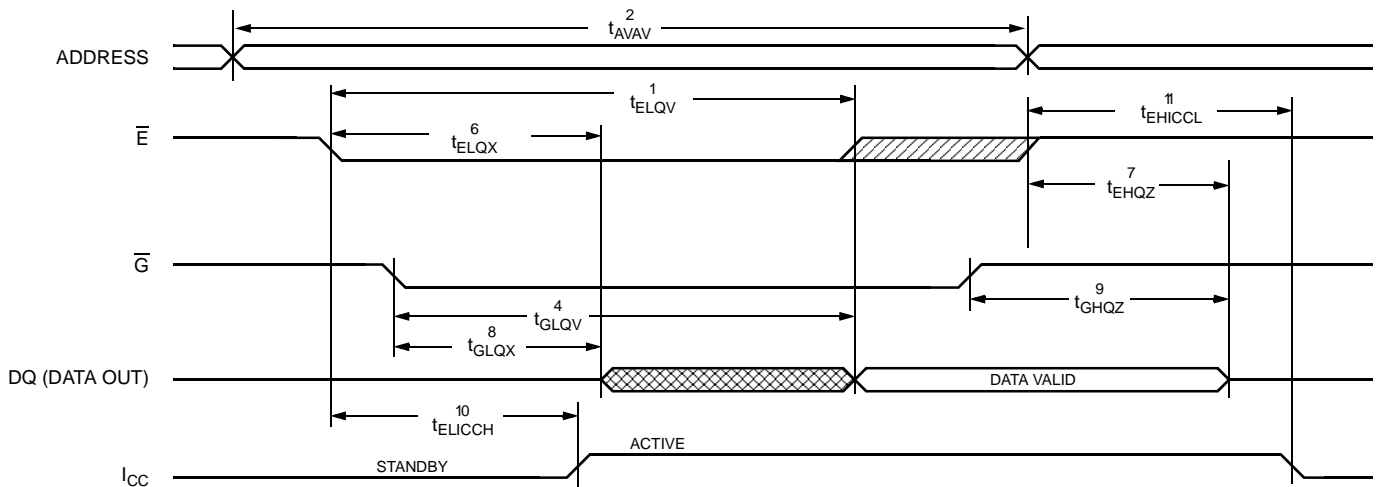 2
tAVAV
ADDRESS
1
tELQV
11
tEHICCL
E
6
tELQX
7
tEHQZ
G
9
tGHQZ
4
tGLQV
8
tGLQX
DQ (DATA OUT)
DATA VALID
10
tELICCH
ACTIVE
STANDBY
ICC